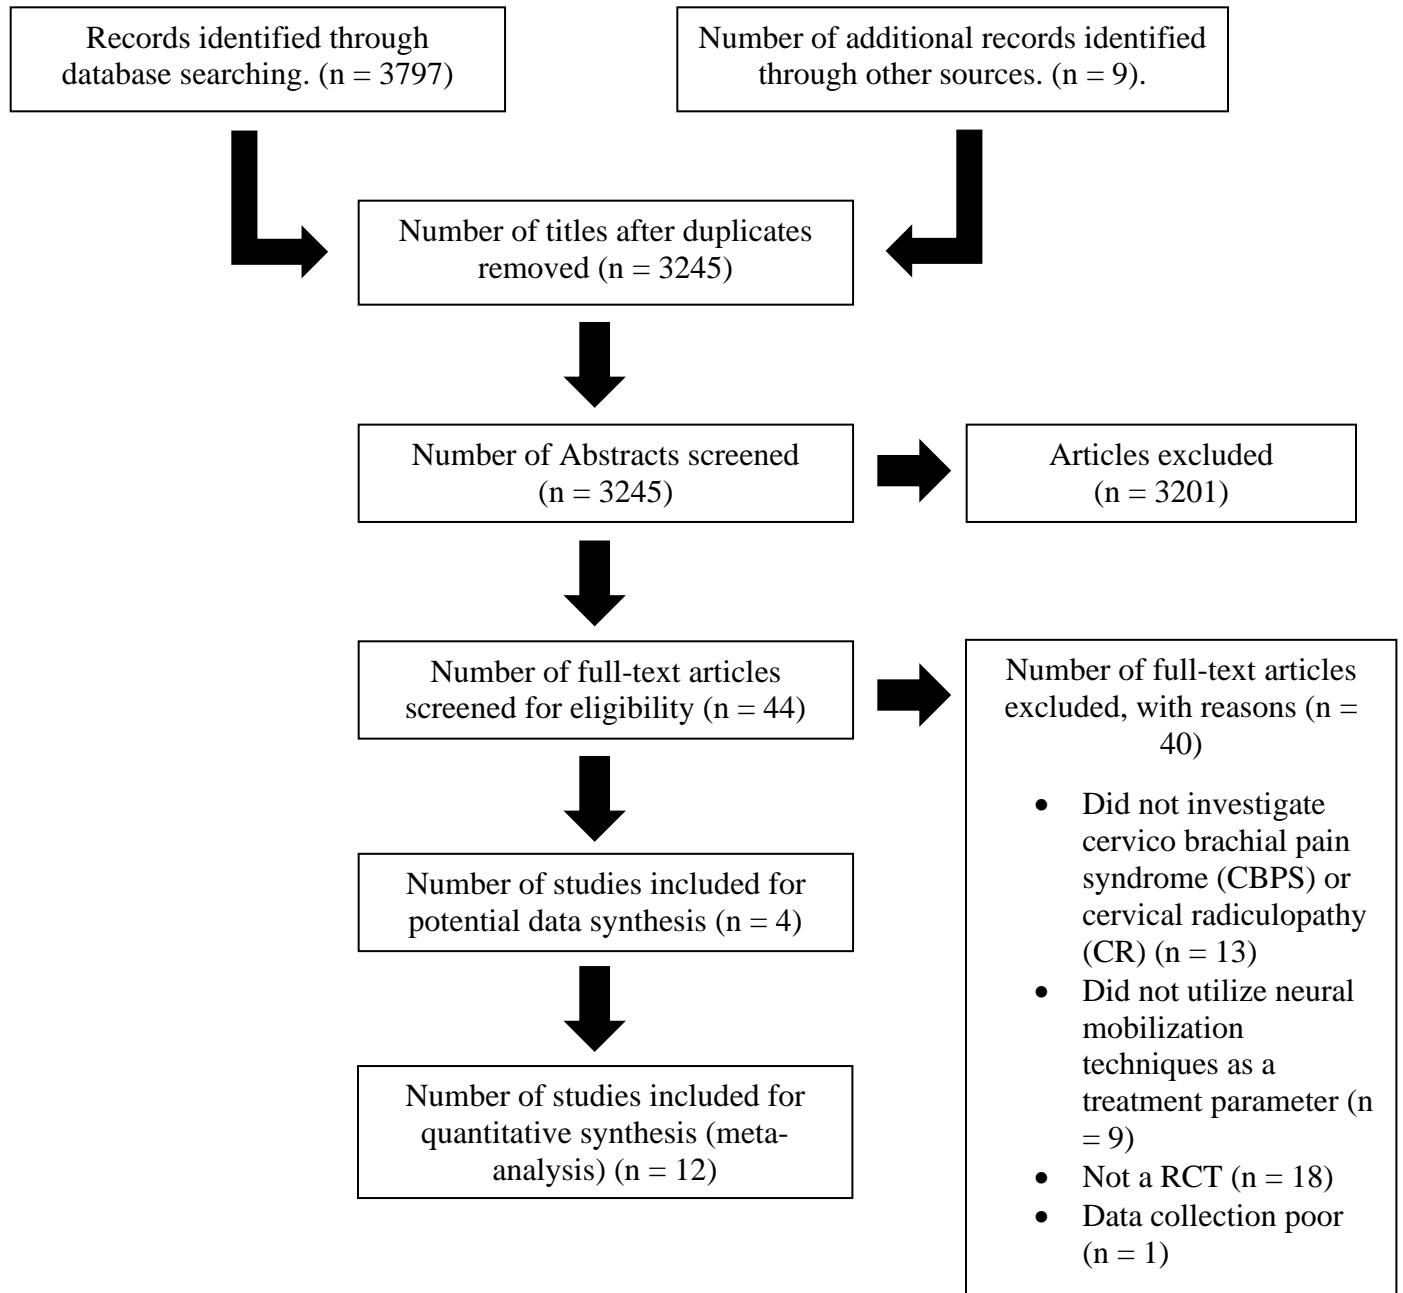 Records identified through
database searching. (n = 3797)
Number of additional records identified
through other sources. (n = 9).
Number of titles after duplicates
removed (n = 3245)
Number of Abstracts screened
(n = 3245)
Articles excluded
(n = 3201)
Number of full-text articles
screened for eligibility (n = 44)
Number of full-text articles
excluded, with reasons (n =
40)
• Did not investigate
cervico brachial pain
syndrome (CBPS) or
cervical radiculopathy
(CR) (n = 13)
• Did not utilize neural
mobilization
techniques as a
treatment parameter (n
= 9)
• Not a RCT (n = 18)
• Data collection poor
(n = 1)
Number of studies included for
potential data synthesis (n = 4)
Number of studies included for
quantitative synthesis (meta-
analysis) (n = 12)